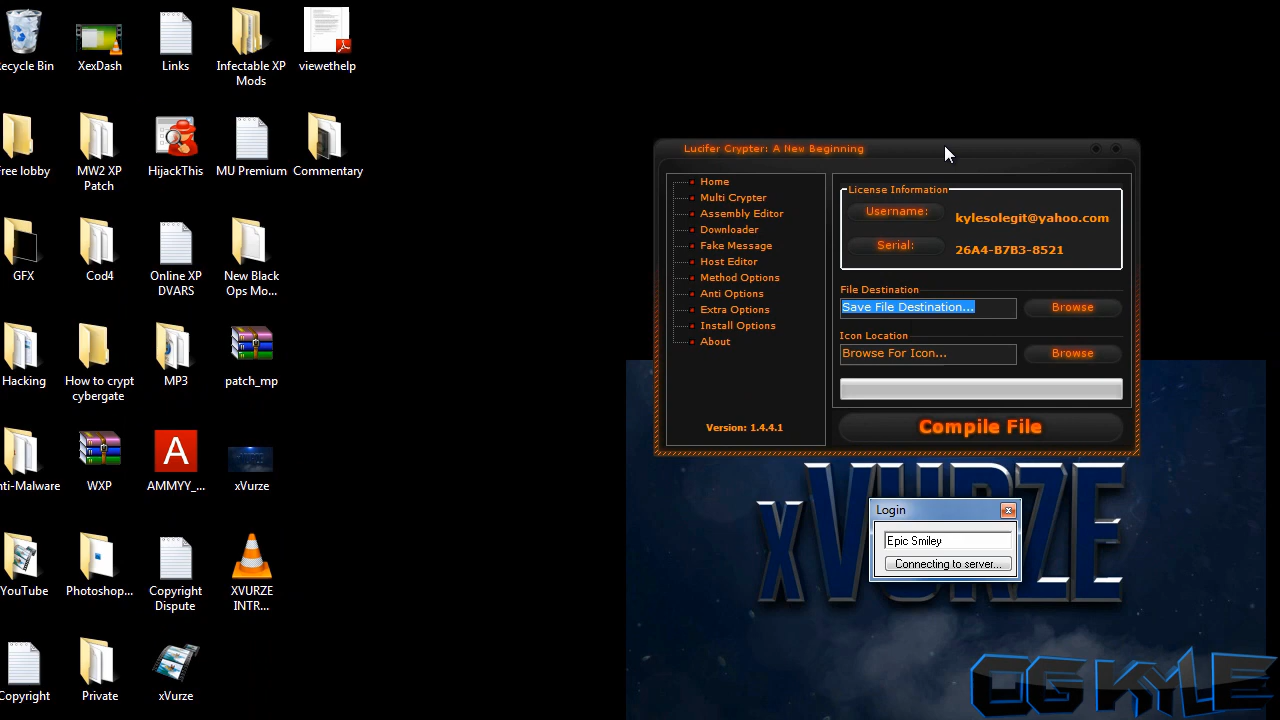 ecycle Bin
XexDash
Links
Infectable XP
Mods
viewethelp
ree lobby
MW2 XP
Patch
HijackThis
MU Premium
Commentary
GFX
Cod4
Online XP
DVARS
New Black
Ops Mo...
Hacking
How to crypt
cybergate
MP3
patch_mp
nti-Malware
WXP
A
AMMYY_...
xVurze
YouTube
Photoshop...
Copyright
Dispute
XVURZE
INTR...
Copyright
Private
xVurze
Lucifer Crypter: A New Beginning
Home
Multi Crypter
Assembly Editor
Downloader
Fake Message
Host Editor
Method Options
Anti Options
Extra Options
Install Options
About
Version: 1.4.4.1
License Information
Username:
kylesolegit@yahoo.com
Serial:
26A4-B7B3-8521
File Destination
Save File Destination...
Browse
Icon Location
Browse For Icon...
Browse
Compile File
xVURZE
Login
Epic Smiley
Connecting to server...
OG KYLE